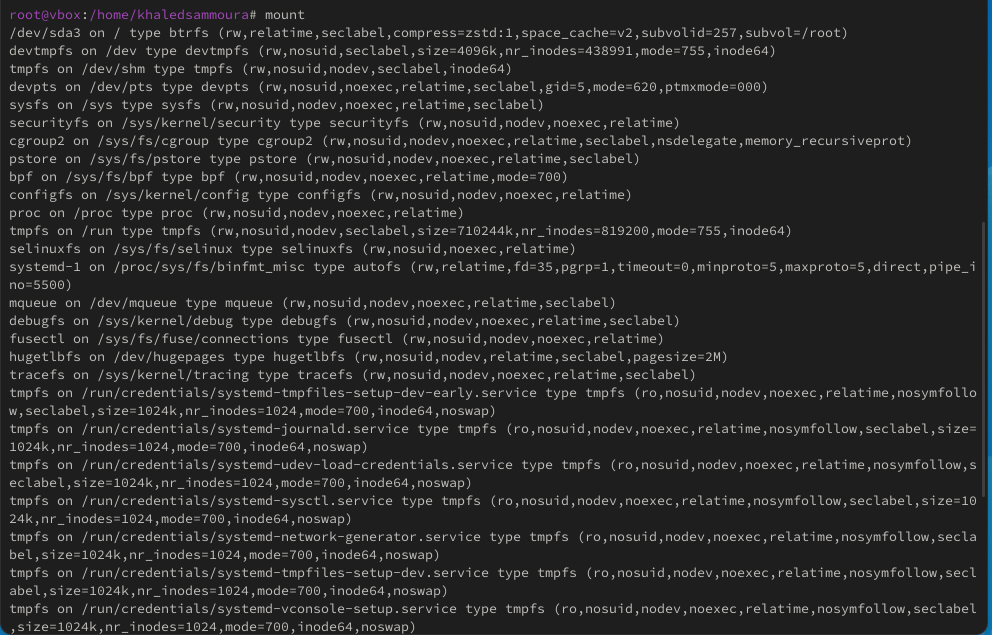 root@vbox:/home/khaledsammoura# mount
/dev/sda3 on / type btrfs (rw,relatime,seclabel,compress=zstd:1,space_cache=v2,subvolid=257,subvol=/root)
devtmpfs on /dev type devtmpfs (rw,nosuid,seclabel,size=4096k,nr_inodes=438991,mode=755,inode64)
tmpfs on /dev/shm type tmpfs (rw,nosuid,nodev,seclabel,inode64)
devpts on /dev/pts type devpts (rw,nosuid,noexec,relatime,seclabel,gid=5,mode=620,ptmxmode=000)
sysfs on /sys type sysfs (rw,nosuid,nodev,noexec,relatime,seclabel)
securityfs on /sys/kernel/security type securityfs (rw,nosuid,nodev,noexec,relatime)
cgroup2 on /sys/fs/cgroup type cgroup2 (rw,nosuid,nodev,noexec,relatime,seclabel,nsdelegate,memory_recursiveprot)
pstore on /sys/fs/pstore type pstore (rw,nosuid,nodev,noexec,relatime,seclabel)
bpf on /sys/fs/bpf type bpf (rw,nosuid,nodev,noexec,relatime,mode=700)
configfs on /sys/kernel/config type configfs (rw,nosuid,nodev,noexec,relatime)
proc on /proc type proc (rw,nosuid,nodev,noexec,relatime)
tmpfs on /run type tmpfs (rw,nosuid,nodev,seclabel,size=710244k,nr_inodes=819200,mode=755,inode64)
selinuxfs on /sys/fs/selinux type selinuxfs (rw,nosuid,noexec,relatime)
systemd-1 on /proc/sys/fs/binfmt_misc type autofs (rw,relatime,fd=35,pgrp=1,timeout=0,minproto=5,maxproto=5,direct,pipe_i
no=5500)
mqueue on /dev/mqueue type mqueue (rw,nosuid,nodev,noexec,relatime,seclabel)
debugfs on /sys/kernel/debug type debugfs (rw,nosuid,nodev,noexec,relatime,seclabel)
fusectl on /sys/fs/fuse/connections type fusectl (rw,nosuid,nodev,noexec,relatime)
hugetlbfs on /dev/hugepages type hugetlbfs (rw,nosuid,nodev,relatime,seclabel,pagesize=2M)
tracefs on /sys/kernel/tracing type tracefs (rw,nosuid,nodev,noexec,relatime,seclabel)
tmpfs on /run/credentials/systemd-tmpfiles-setup-dev-early.service type tmpfs (ro,nosuid,nodev,noexec,relatime,nosymfollo
w,seclabel,size=1024k,nr_inodes=1024,mode=700,inode64,noswap)
tmpfs on /run/credentials/systemd-journald.service type tmpfs (ro,nosuid,nodev,noexec,relatime,nosymfollow,seclabel,size=
1024k,nr_inodes=1024,mode=700,inode64,noswap)
tmpfs on /run/credentials/systemd-udev-load-credentials.service type tmpfs (ro,nosuid,nodev,noexec,relatime,nosymfollow,s
eclabel,size=1024k,nr_inodes=1024,mode=700,inode64,noswap)
tmpfs on /run/credentials/systemd-sysctl.service type tmpfs (ro,nosuid,nodev,noexec,relatime,nosymfollow,seclabel,size=10
24k,nr_inodes=1024,mode=700,inode64,noswap)
tmpfs on /run/credentials/systemd-network-generator.service type tmpfs (ro,nosuid,nodev,noexec,relatime,nosymfollow,secla
bel,size=1024k,nr_inodes=1024,mode=700,inode64,noswap)
tmpfs on /run/credentials/systemd-tmpfiles-setup-dev.service type tmpfs (ro,nosuid,nodev,noexec,relatime,nosymfollow,secl
abel,size=1024k,nr_inodes=1024,mode=700,inode64,noswap)
tmpfs on /run/credentials/systemd-vconsole-setup.service type tmpfs (ro,nosuid,nodev,noexec,relatime,nosymfollow,seclabel
,size=1024k,nr_inodes=1024,mode=700,inode64,noswap)